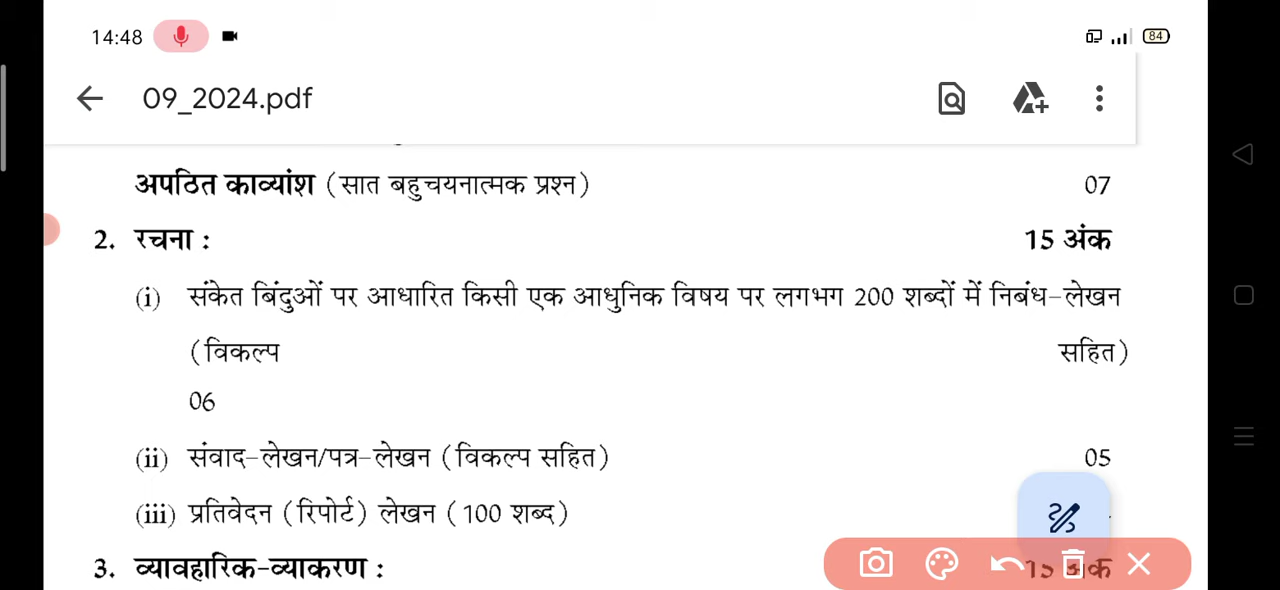 14:48
84
09_2024.pdf
अपठित काव्यांश (सात बहुचयनात्मक प्रश्न) 07
2. रचना : 15 अंक
(i) संकेत बिंदुओं पर आधारित किसी एक आधुनिक विषय पर लगभग 200 शब्दों में निबंध-लेखन
(विकल्प सहित)
06
(ii) संवाद-लेखन/पत्र-लेखन (विकल्प सहित) 05
(iii) प्रतिवेदन (रिपोर्ट) लेखन (100 शब्द)
3. व्यावहारिक-व्याकरण : 15 अंक